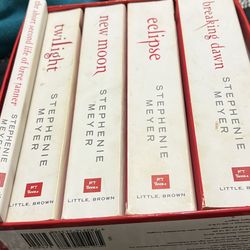 the short second life of bree tanner
STEPHENIE MEYER
twilight
STEPHENIE MEYER
LITTLE, BROWN
new moon
STEPHENIE MEYER
LITTLE, BROWN
eclipse
STEPHENIE MEYER
LITTLE, BROWN
breaking dawn
STEPHENIE MEYER
LITTLE, BROWN